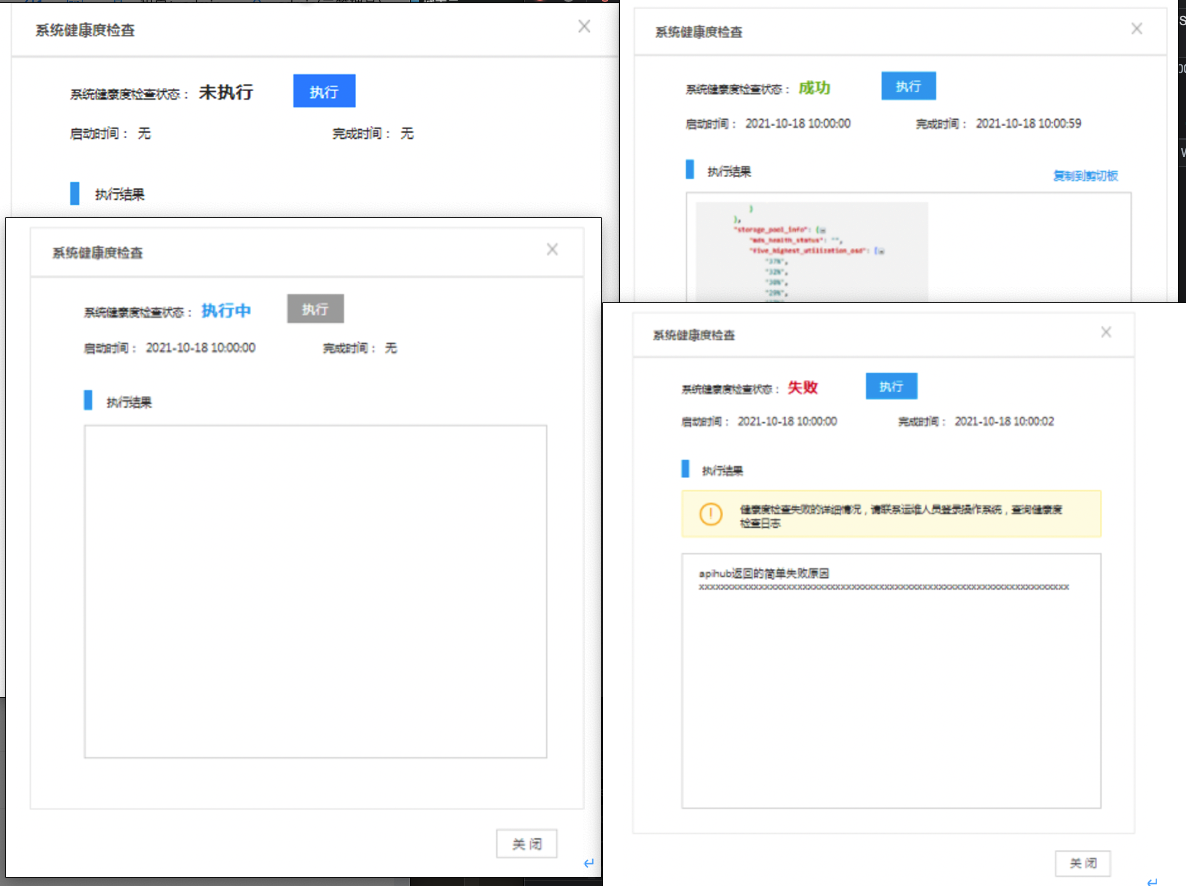 系统健康度检查
系统健康度检查状态： 未执行 执行
启动时间： 无 完成时间： 无
执行结果
系统健康度检查
系统健康度检查状态： 成功 执行
启动时间： 2021-10-18 10:00:00 完成时间： 2021-10-18 10:00:59
执行结果
复制到剪切板
}
},
"storage_pool_info": {
"mds_health_status": "",
"five_highest_utilization_osd": [
"37%",
"32%",
"30%",
"29%",
系统健康度检查
系统健康度检查状态： 执行中 执行
启动时间： 2021-10-18 10:00:00 完成时间： 无
执行结果
关 闭
系统健康度检查
系统健康度检查状态： 失败 执行
启动时间： 2021-10-18 10:00:00 完成时间： 2021-10-18 10:00:02
执行结果
健康度检查失败的详细情况，请联系运维人员登录操作系统，查询健康度
检查日志
apihub返回的简单失败原因
关 闭